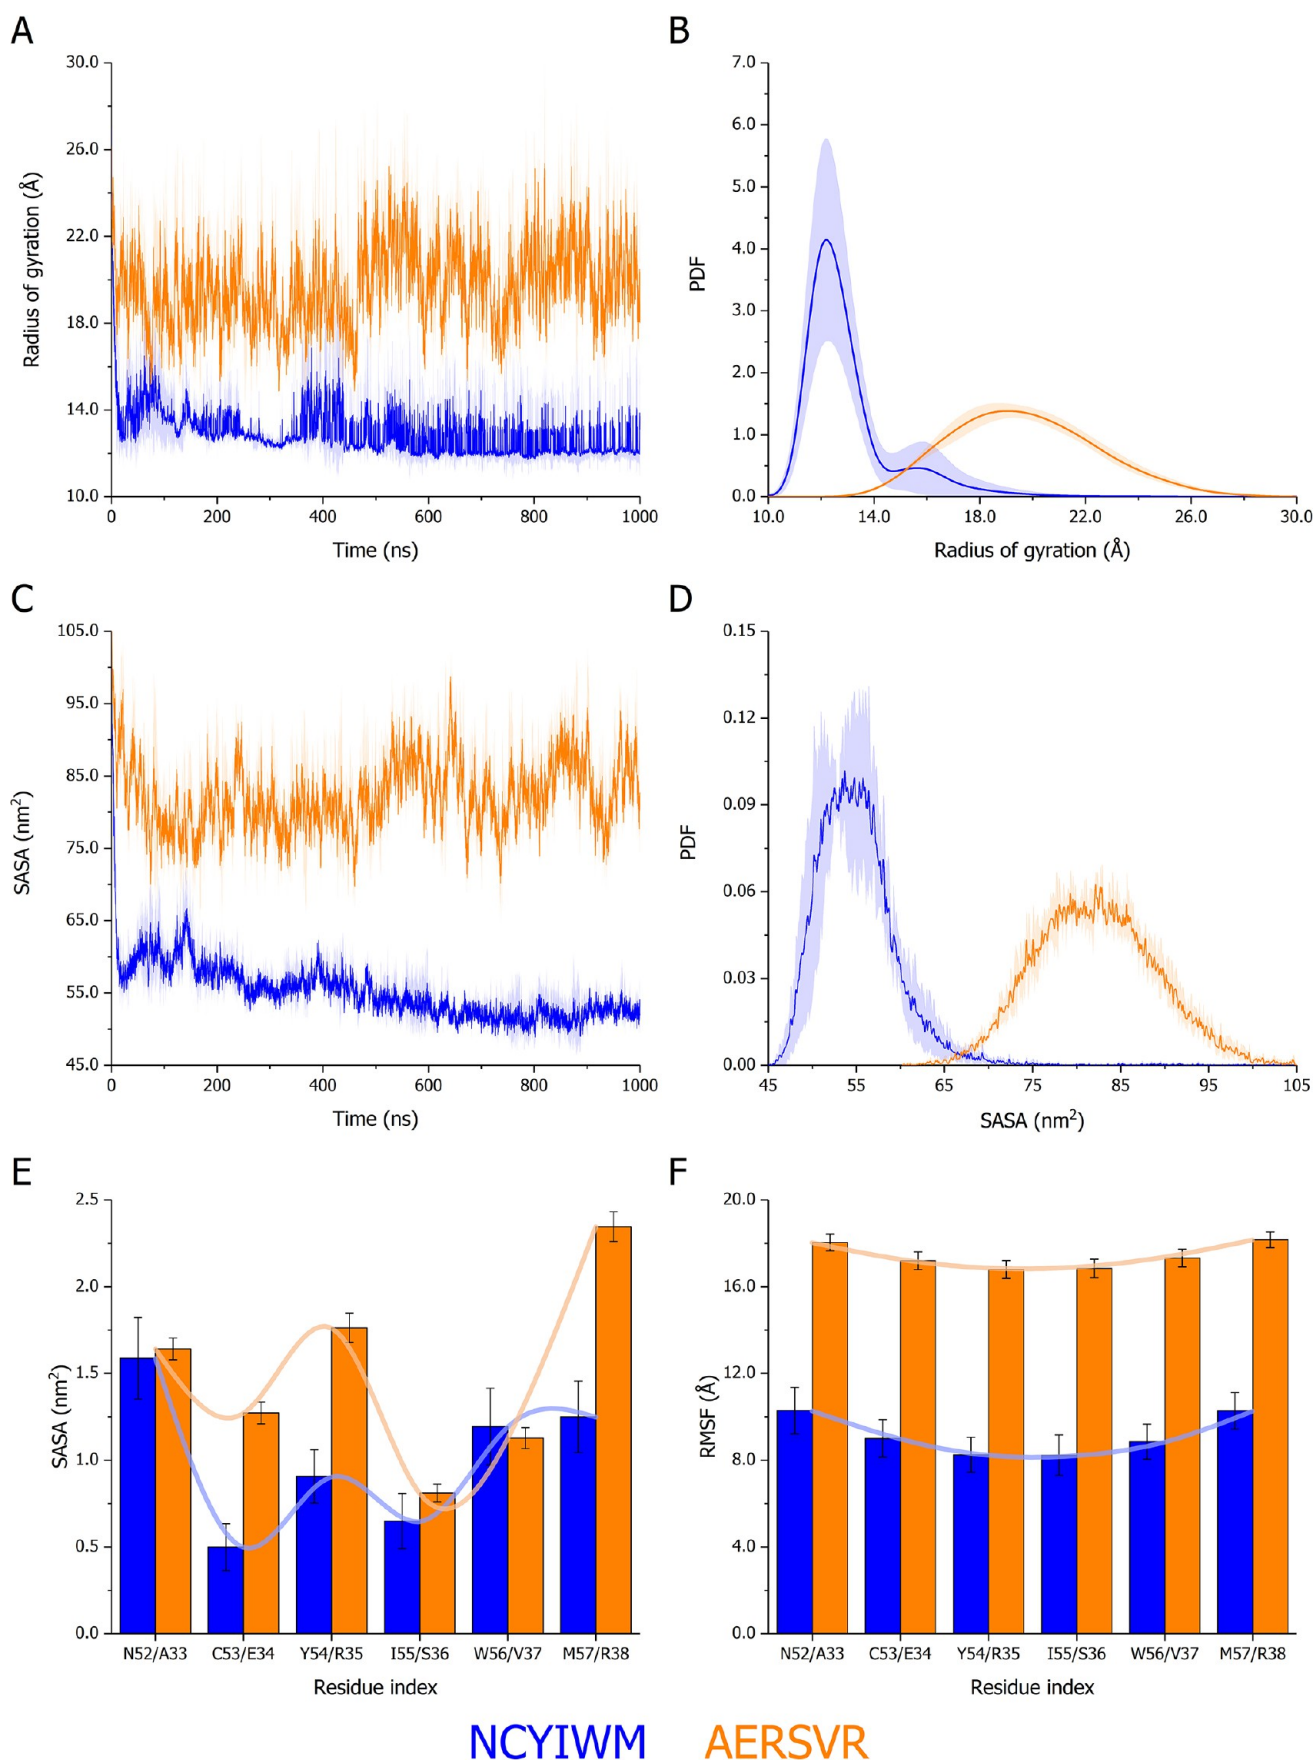 A
30.0
26.0
22.0
18.0
14.0
10.0
Radius of gyration (Å)
0
200
400
600
800
1000
Time (ns)
B
7.0
6.0
5.0
4.0
3.0
2.0
1.0
0.0
PDF
10.0
14.0
18.0
22.0
26.0
30.0
Radius of gyration (Å)
C
105.0
95.0
85.0
75.0
65.0
55.0
45.0
SASA (nm²)
0
200
400
600
800
1000
Time (ns)
D
0.15
0.12
0.09
0.06
0.03
0.00
PDF
45
55
65
75
85
95
105
SASA (nm²)
E
2.5
2.0
1.5
1.0
0.5
0.0
SASA (nm²)
N52/A33
C53/E34
Y54/R35
I55/S36
W56/V37
M57/R38
Residue index
F
20.0
16.0
12.0
8.0
4.0
0.0
RMSF (Å)
N52/A33
C53/E34
Y54/R35
I55/S36
W56/V37
M57/R38
Residue index
NCYIWM AERSVR